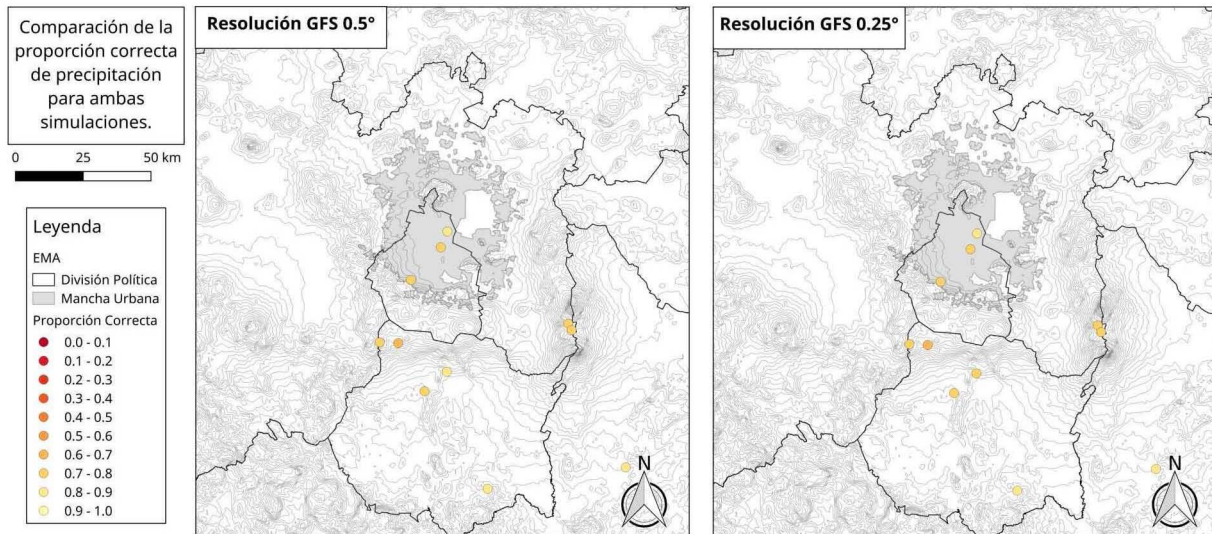 Comparación de la
proporción correcta
de precipitación
para ambas
simulaciones.
0 25 50 km
Leyenda
EMA
División Política
Mancha Urbana
Proporción Correcta
0.0 - 0.1
0.1 - 0.2
0.2 - 0.3
0.3 - 0.4
0.4 - 0.5
0.5 - 0.6
0.6 - 0.7
0.7 - 0.8
0.8 - 0.9
0.9 - 1.0
Resolución GFS 0.5°
N
Resolución GFS 0.25°
N